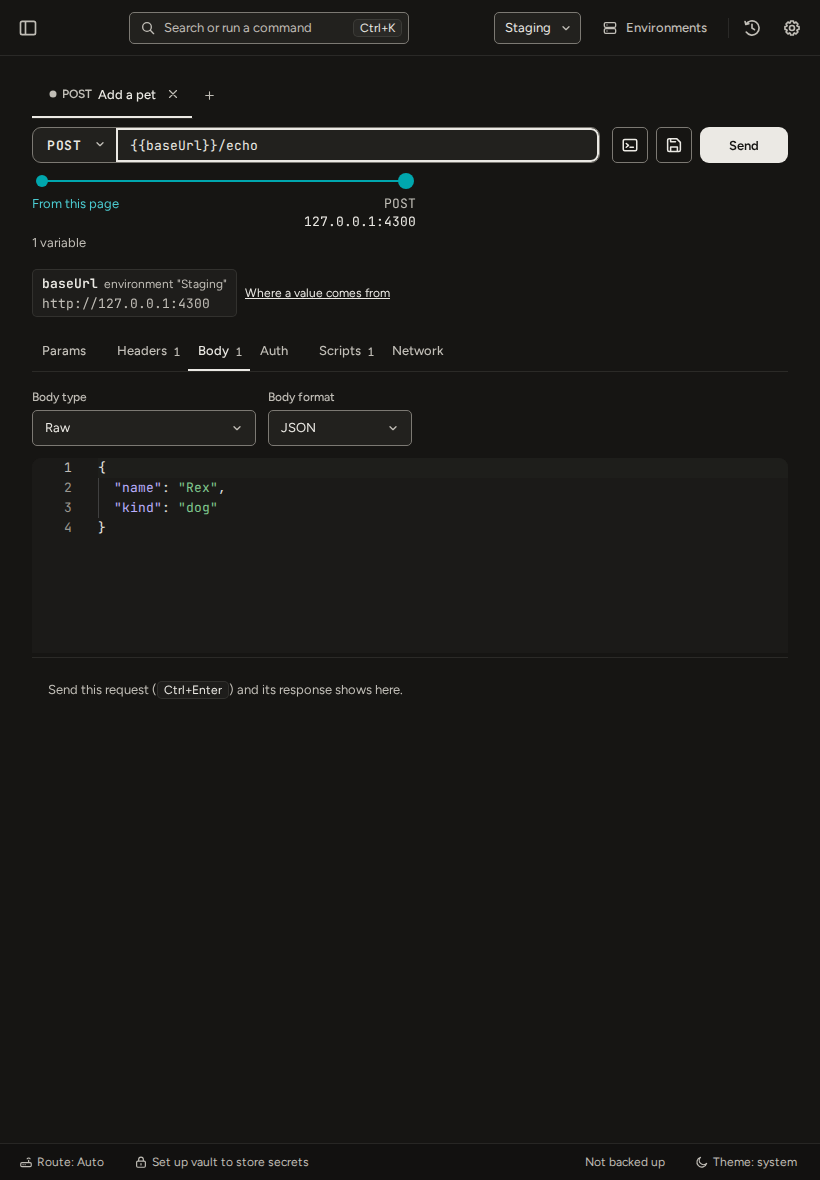 Search or run a command Ctrl+K Staging Environments
POST Add a pet
POST {{baseUrl}}/echo Send
From this page POST
127.0.0.1:4300
1 variable
baseUrl environment "Staging"
http://127.0.0.1:4300
Where a value comes from
Params Headers 1 Body 1 Auth Scripts 1 Network
Body type Body format
Raw JSON
1 {
2 "name": "Rex",
3 "kind": "dog"
4 }
Send this request (Ctrl+Enter) and its response shows here.
Route: Auto Set up vault to store secrets Not backed up Theme: system